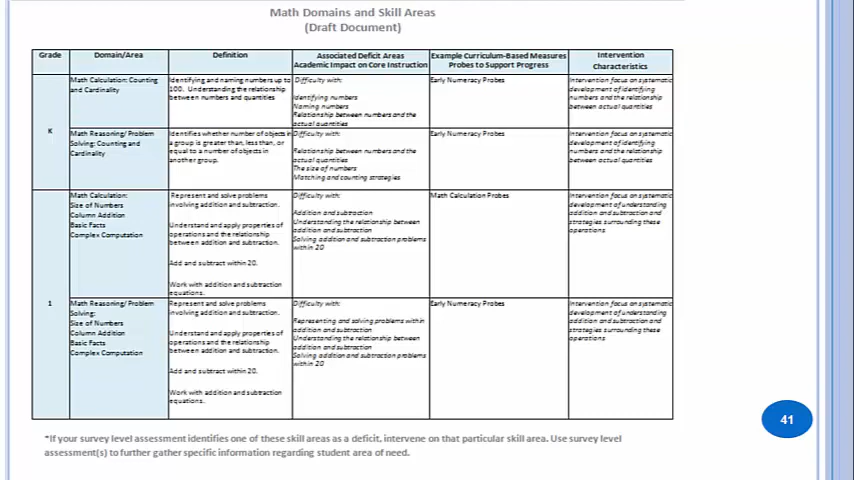 Math Domains and Skill Areas
(Draft Document)
Grade
Domain/Area
Definition
Associated Deficit Areas
Academic Impact on Core Instruction
Example Curriculum-Based Measures
Probes to Support Progress
Intervention
Characteristics
K
Math Calculation: Counting
and Cardinality
Identifying and naming numbers up to
100. Understanding the relationship
between numbers and quantities
Difficulty with:
Identifying numbers
Naming numbers
Relationship between numbers and the
actual quantities
Early Numeracy Probes
Intervention focus on systematic
development of identifying
numbers and the relationship
between actual quantities
Math Reasoning/ Problem
Solving: Counting and
Cardinality
Identifies whether number of objects in
a group is greater than, less than, or
equal to a number of objects in
another group.
Difficulty with:
Relationship between numbers and the
actual quantities
The size of numbers
Matching and counting strategies
Early Numeracy Probes
Intervention focus on systematic
development of identifying
numbers and the relationship
between actual quantities
1
Math Calculation:
Size of Numbers
Column Addition
Basic Facts
Complex Computation
Represent and solve problems
involving addition and subtraction.
Understand and apply properties of
operations and the relationship
between addition and subtraction.
Add and subtract within 20.
Work with addition and subtraction
equations.
Difficulty with:
Addition and subtraction
Understanding the relationship between
addition and subtraction
Solving addition and subtraction problems
within 20
Math Calculation Probes
Intervention focus on systematic
development of understanding
addition and subtraction and
strategies surrounding these
operations
Math Reasoning/ Problem
Solving:
Size of Numbers
Column Addition
Basic Facts
Complex Computation
Represent and solve problems
involving addition and subtraction.
Understand and apply properties of
operations and the relationship
between addition and subtraction.
Add and subtract within 20.
Work with addition and subtraction
equations.
Difficulty with:
Representing and solving problems within
addition and subtraction
Understanding the relationship between
addition and subtraction
Solving addition and subtraction problems
within 20
Early Numeracy Probes
Intervention focus on systematic
development of understanding
addition and subtraction and
strategies surrounding these
operations
41
*If your survey level assessment identifies one of these skill areas as a deficit, intervene on that particular skill area. Use survey level
assessment(s) to further gather specific information regarding student area of need.